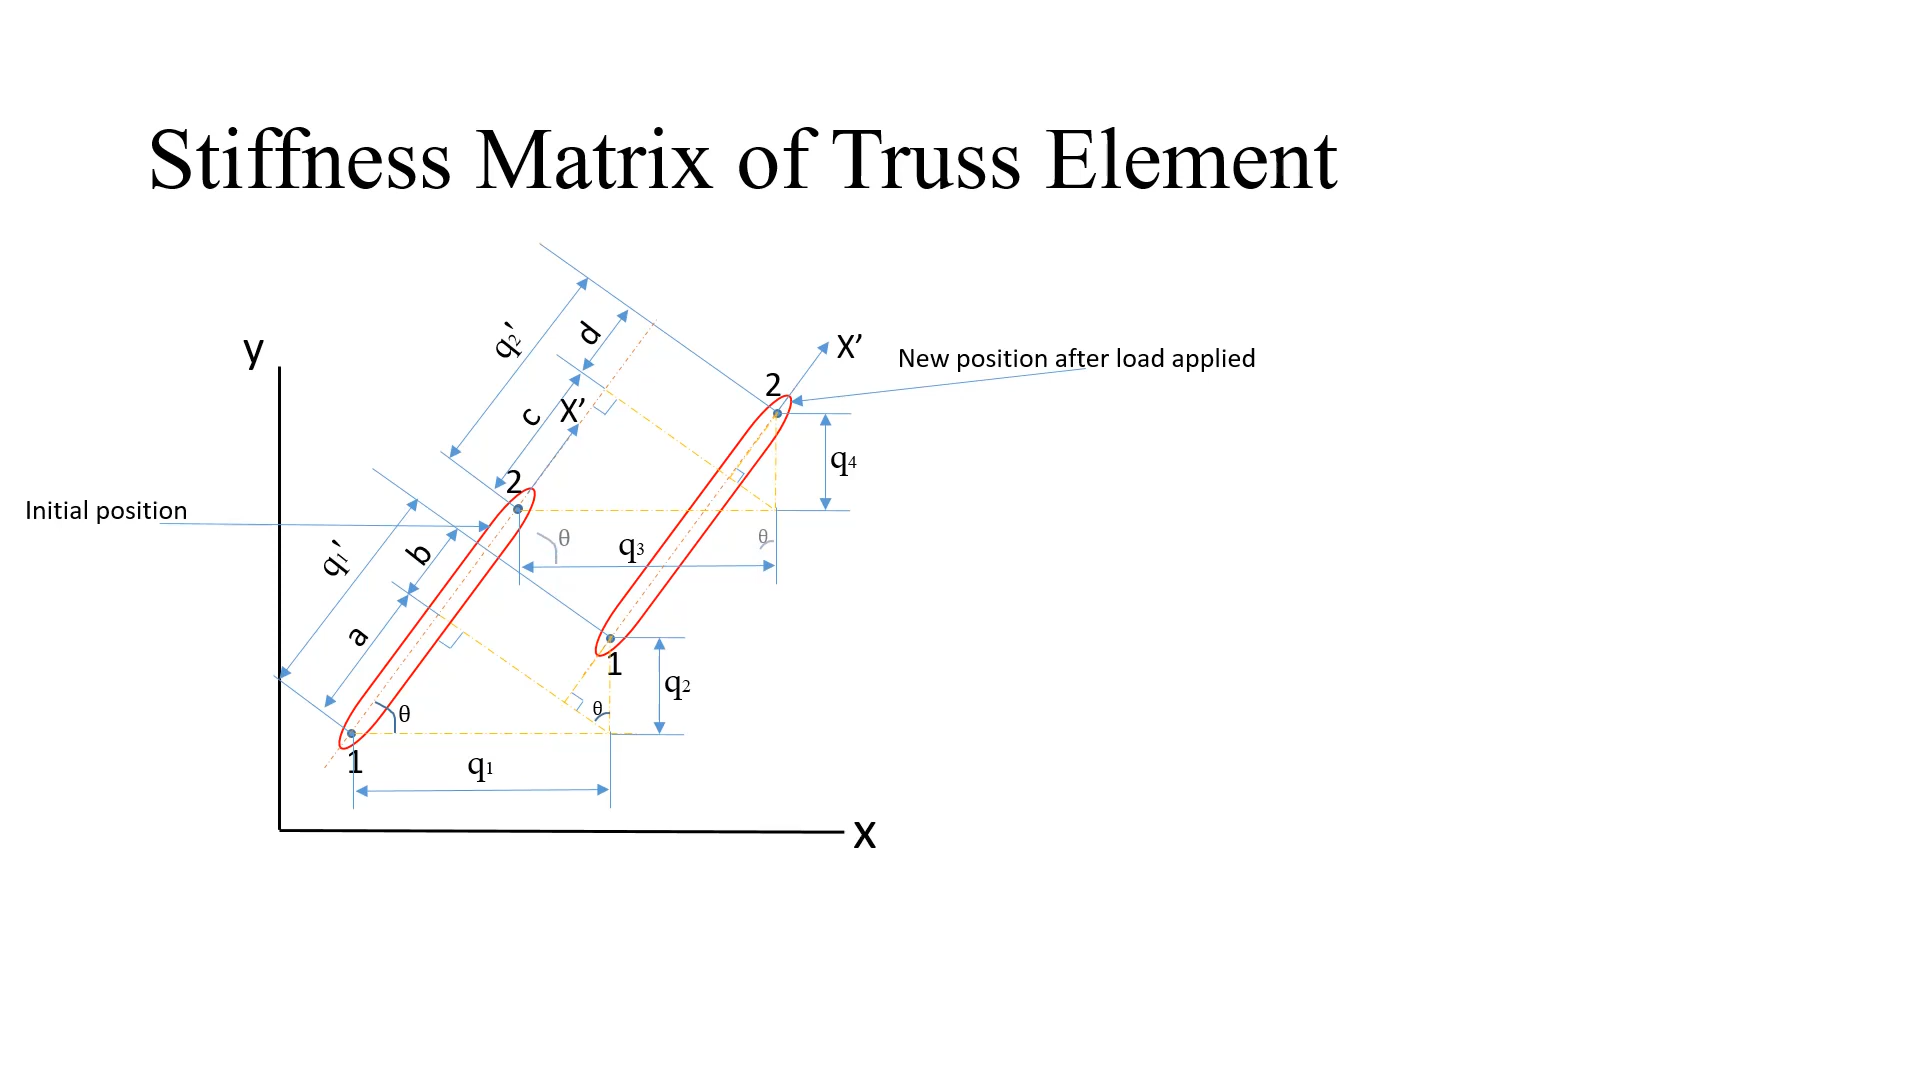 Stiffness Matrix of Truss Element
y
q₂'
d
X’
New position after load applied
2
c
X’
q₄
2
Initial position
θ
q₃
θ
q₁'
b
a
1
q₂
θ
θ
1
q₁
x